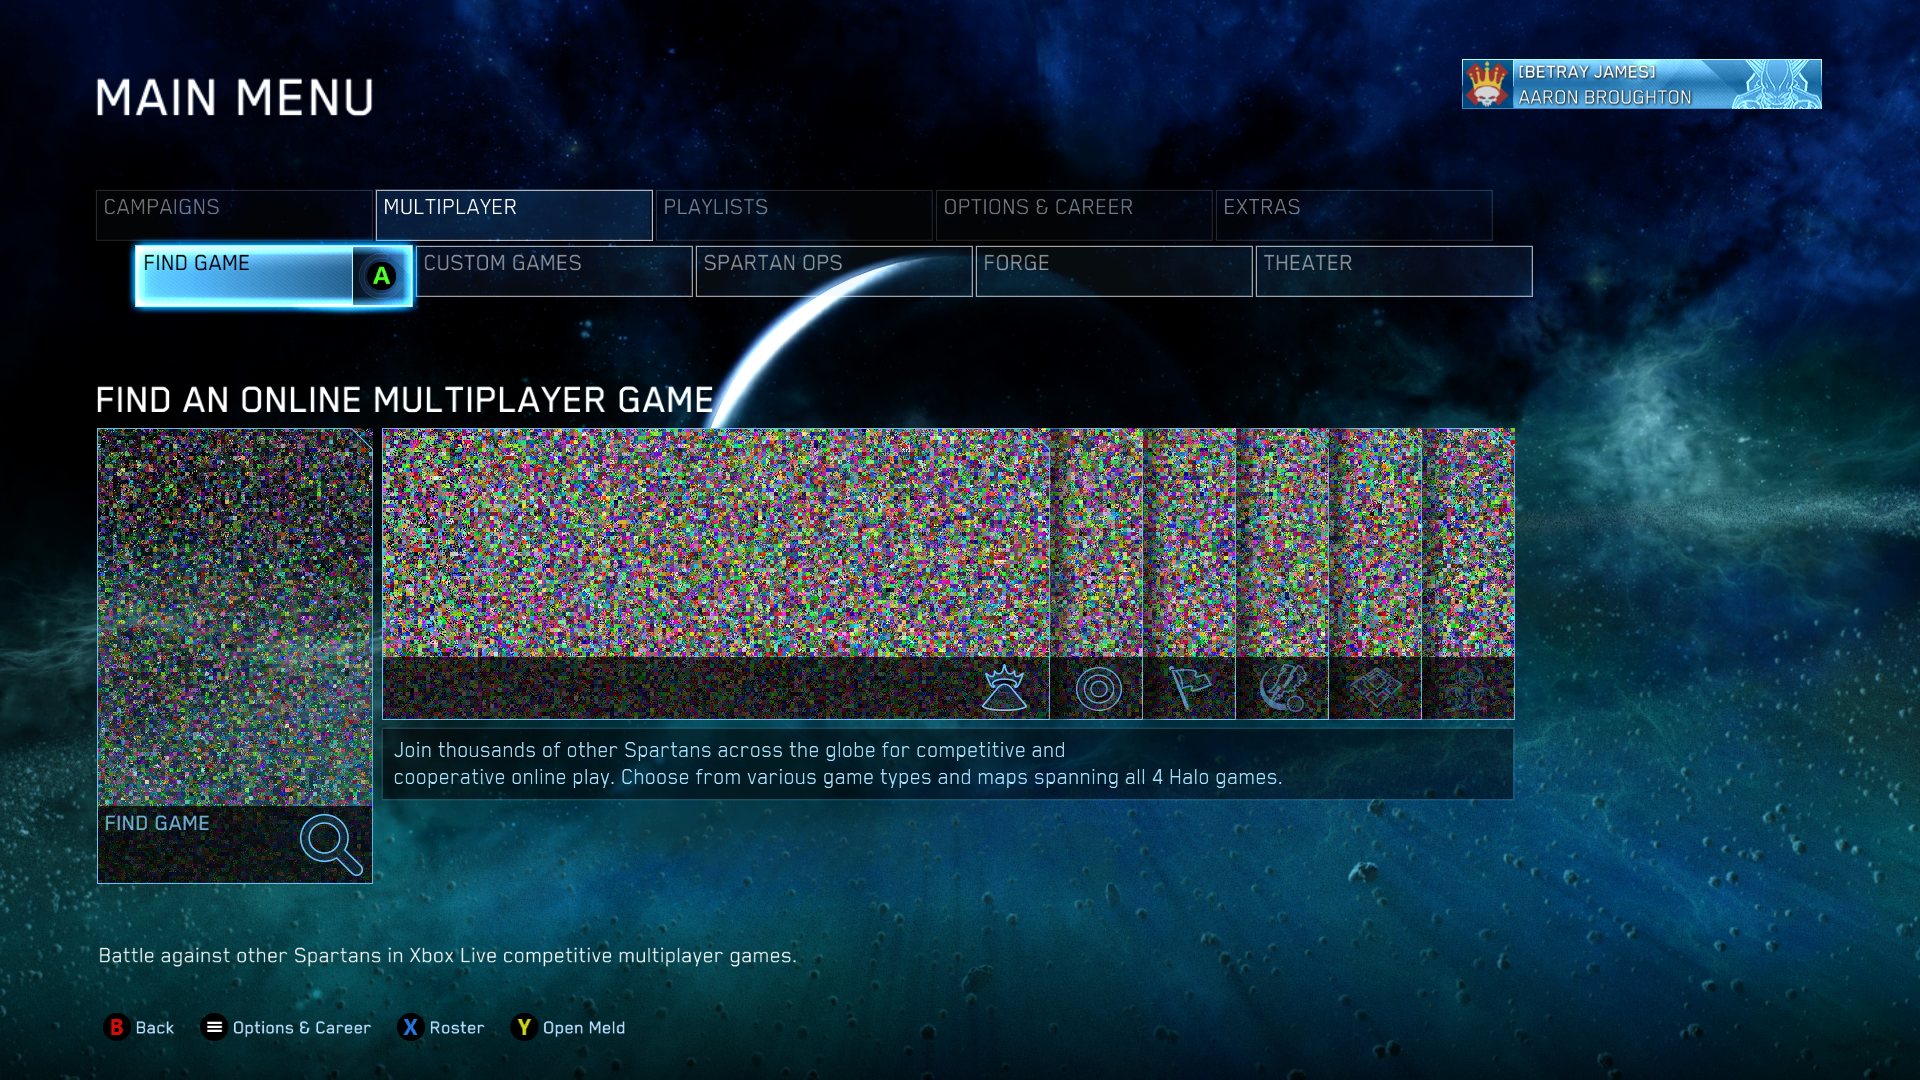 MAIN MENU
[BETRAY JAMES]
AARON BROUGHTON
CAMPAIGNS
MULTIPLAYER
PLAYLISTS
OPTIONS & CAREER
EXTRAS
FIND GAME
A
CUSTOM GAMES
SPARTAN OPS
FORGE
THEATER
FIND AN ONLINE MULTIPLAYER GAME
Join thousands of other Spartans across the globe for competitive and
cooperative online play. Choose from various game types and maps spanning all 4 Halo games.
FIND GAME
Battle against other Spartans in Xbox Live competitive multiplayer games.
B Back
Options & Career
X Roster
Y Open Meld